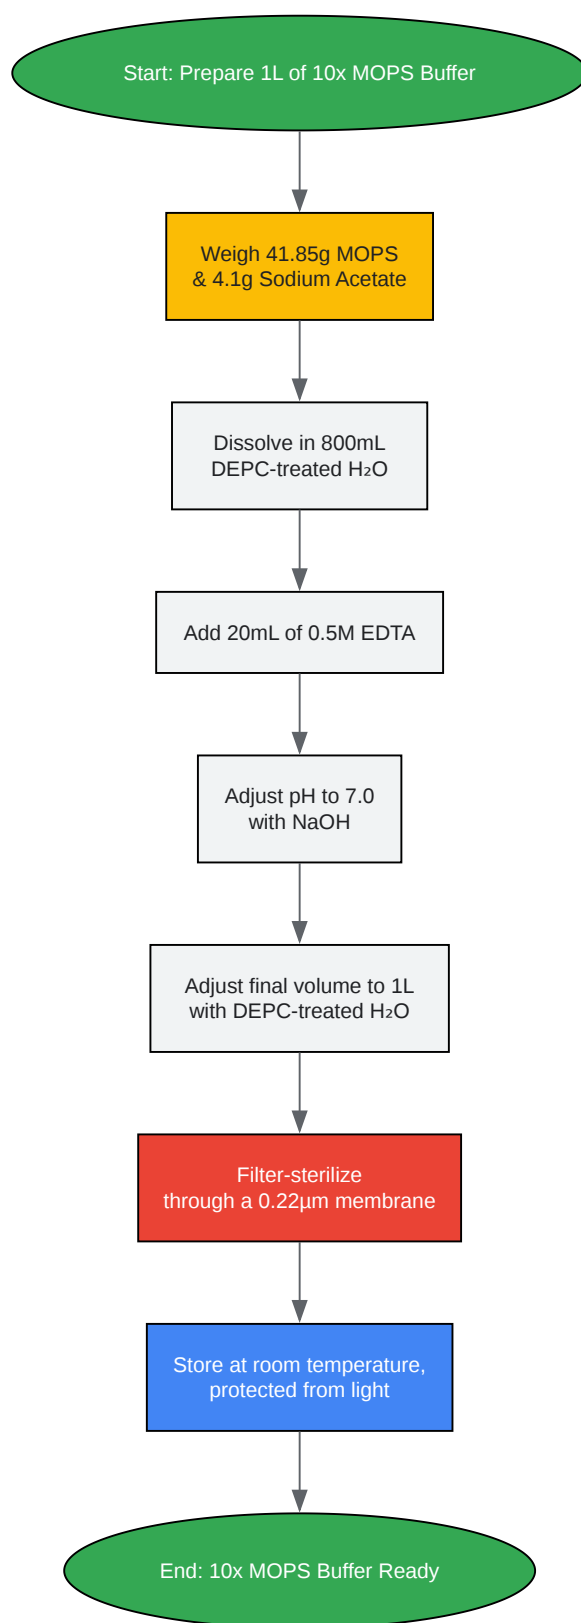 Start: Prepare 1L of 10x MOPS Buffer
Weigh 41.85g MOPS
& 4.1g Sodium Acetate
Dissolve in 800mL
DEPC-treated H₂O
Add 20mL of 0.5M EDTA
Adjust pH to 7.0
with NaOH
Adjust final volume to 1L
with DEPC-treated H₂O
Filter-sterilize
through a 0.22µm membrane
Store at room temperature,
protected from light
End: 10x MOPS Buffer Ready